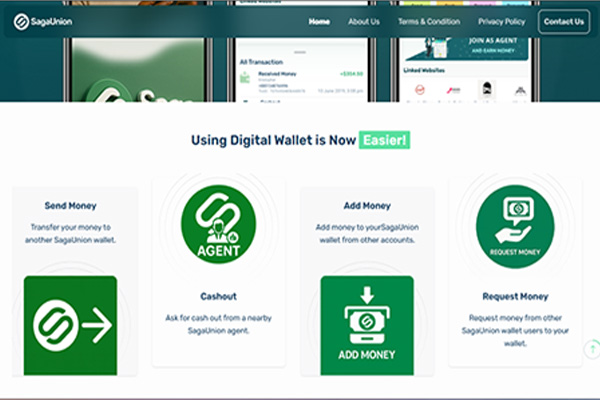 SagaUnion
Home
About Us
Terms & Condition
Privacy Policy
Contact Us
All Transaction
Received Money
+£354.50
JOIN AS AGENT
AND EARN MONEY
Linked Websites
Using Digital Wallet is Now Easier!
Send Money
Transfer your money to
another SagaUnion wallet.
AGENT
Cashout
Ask for cash out from a nearby
SagaUnion agent.
Add Money
Add money to yourSagaUnion
wallet from other accounts.
ADD MONEY
REQUEST MONEY
Request Money
Request money from other
SagaUnion wallet users to your
wallet.